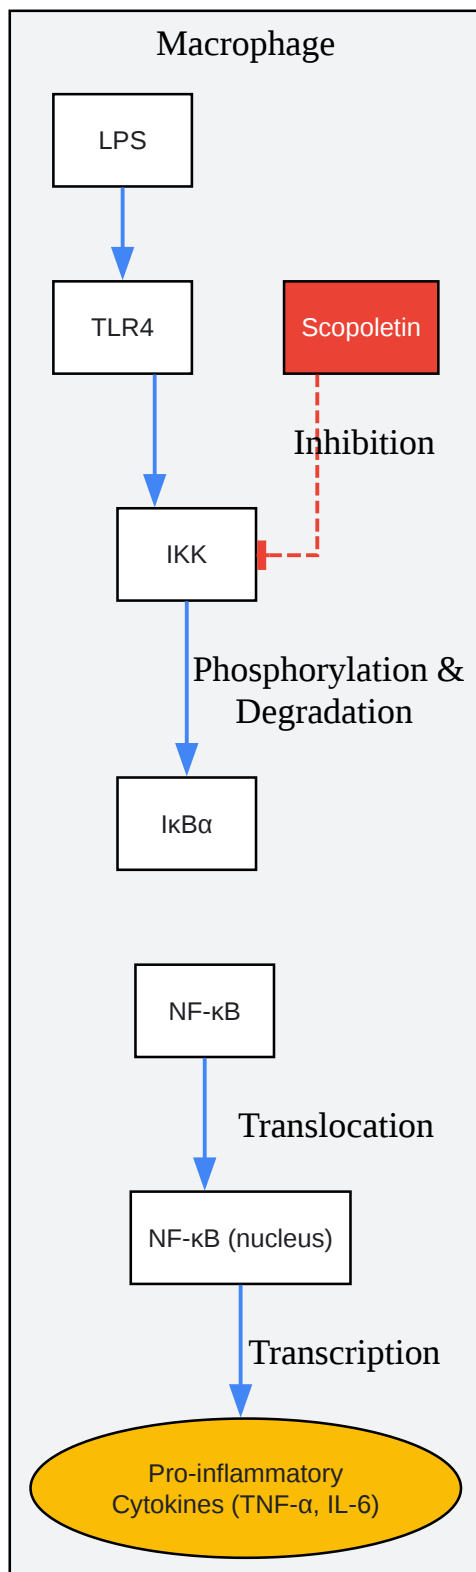 Macrophage
LPS
TLR4
Scopoletin
Inhibition
IKK
Phosphorylation &
Degradation
IκBα
NF-κB
Translocation
NF-κB (nucleus)
Transcription
Pro-inflammatory
Cytokines (TNF-α, IL-6)